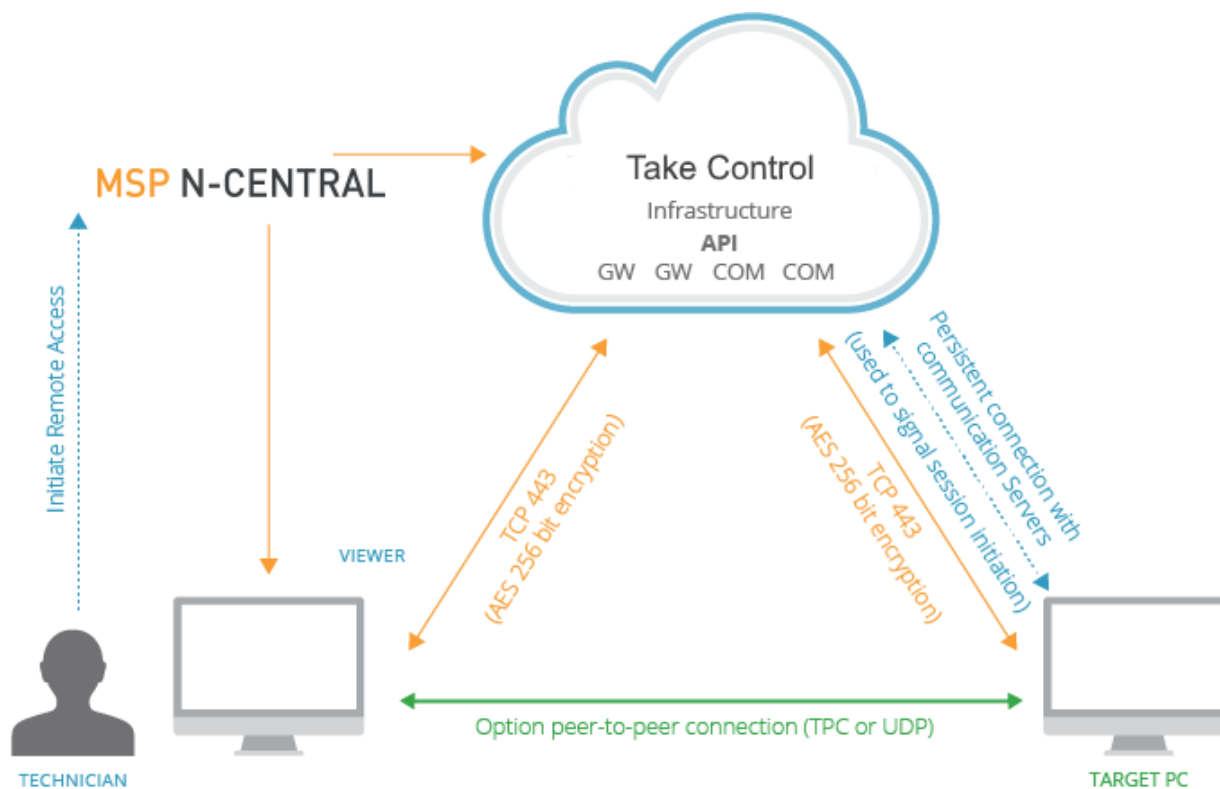 Take Control
Infrastructure
API
GW GW COM COM
MSP N-CENTRAL
Initiate Remote Access
VIEWER
TCP 443
(AES 256 bit encryption)
TCP 443
(AES 256 bit encryption)
Persistent connection with
communication Servers
(used to signal session initiation)
Option peer-to-peer connection (TPC or UDP)
TECHNICIAN
TARGET PC